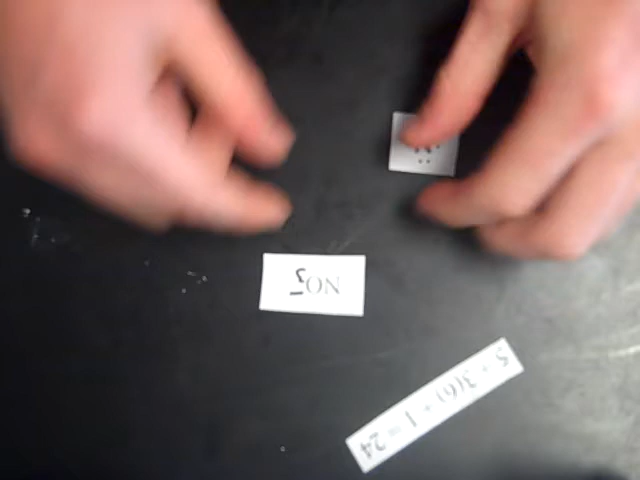 NO₃⁻
5 + 3(6) + 1 = 24